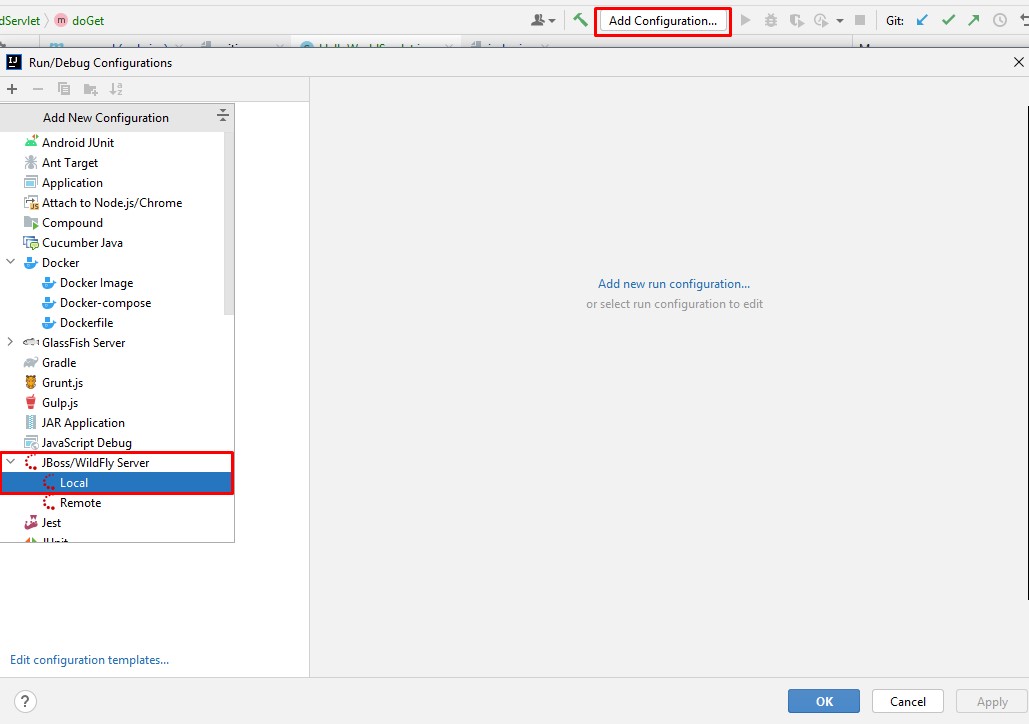 dServlet
doGet
Add Configuration...
Git:
Run/Debug Configurations
Add New Configuration
Android JUnit
Ant Target
Application
Attach to Node.js/Chrome
Compound
Cucumber Java
Docker
Docker Image
Docker-compose
Dockerfile
GlassFish Server
Gradle
Grunt.js
Gulp.js
JAR Application
JavaScript Debug
JBoss/WildFly Server
Local
Remote
Jest
JUnit
Add new run configuration...
or select run configuration to edit
Edit configuration templates...
?
OK
Cancel
Apply